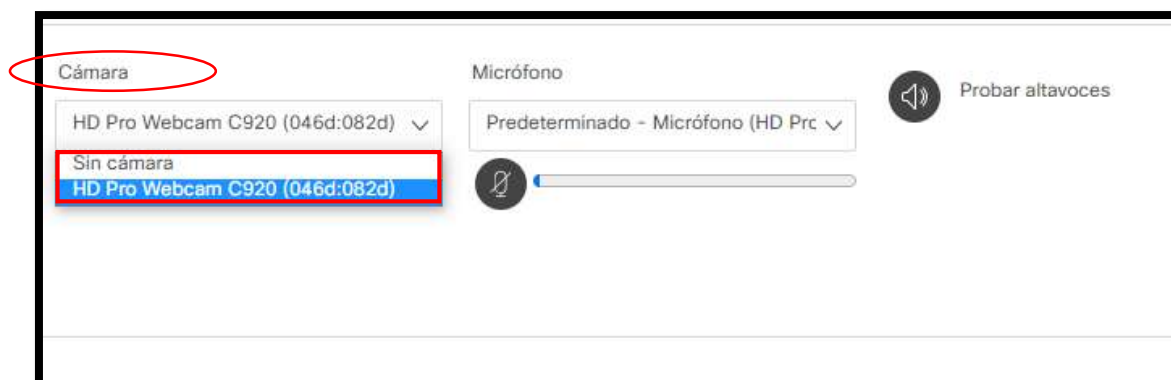 Cámara
HD Pro Webcam C920 (046d:082d)
Sin cámara
HD Pro Webcam C920 (046d:082d)
Micrófono
Predeterminado - Micrófono (HD Prc
Probar altavoces